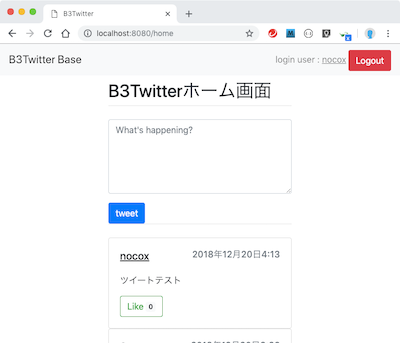 B3Twitter
localhost:8080/home
B3Twitter Base
login user : nocox
Logout
B3Twitterホーム画面
What's happening?
tweet
nocox
2018年12月20日4:13
ツイートテスト
Like 0